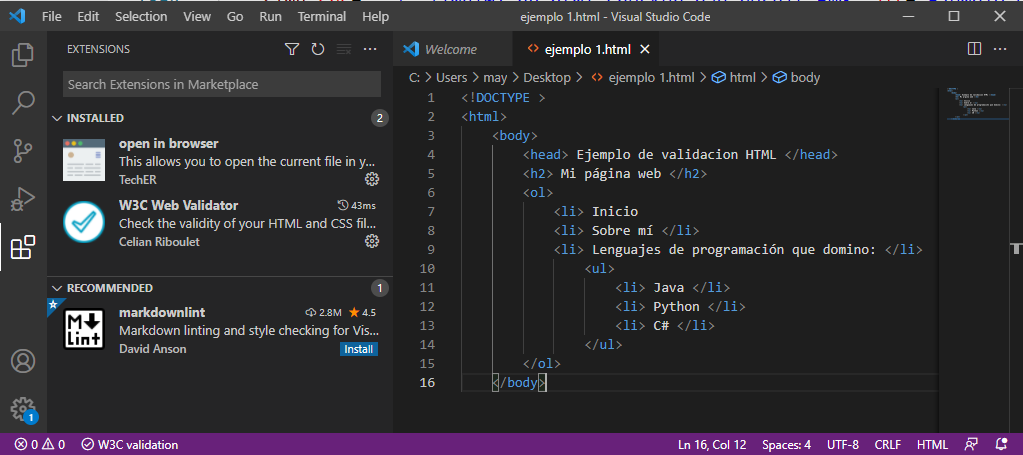 File Edit Selection View Go Run Terminal Help ejemplo 1.html - Visual Studio Code
EXTENSIONS
Search Extensions in Marketplace
INSTALLED 2
open in browser
This allows you to open the current file in y...
TechER
W3C Web Validator 43ms
Check the validity of your HTML and CSS fil...
Celian Riboulet
RECOMMENDED 1
markdownlint 2.8M 4.5
Markdown linting and style checking for Vis...
David Anson Install
1
Welcome ejemplo 1.html
C: > Users > may > Desktop > ejemplo 1.html > html > body
1 <!DOCTYPE >
2 <html>
3 <body>
4 <head> Ejemplo de validacion HTML </head>
5 <h2> Mi página web </h2>
6 <ol>
7 <li> Inicio
8 <li> Sobre mí </li>
9 <li> Lenguajes de programación que domino: </li>
10 <ul>
11 <li> Java </li>
12 <li> Python </li>
13 <li> C# </li>
14 </ul>
15 </ol>
16 </body>
0 0 W3C validation Ln 16, Col 12 Spaces: 4 UTF-8 CRLF HTML